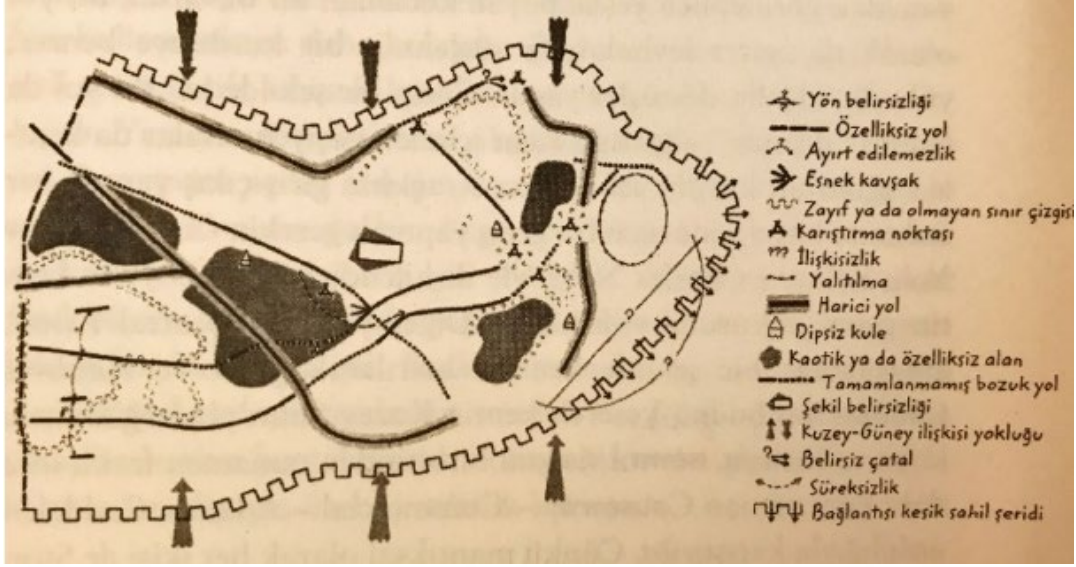 Yön belirsizliği
Özelliksiz yol
Ayırt edilemezlik
Esnek kavşak
Zayıf ya da olmayan sınır çizgisi
Karıştırma noktası
??? İlişkisizlik
Yalıtılma
Harici yol
Dipsiz kule
Kaotik ya da özelliksiz alan
Tamamlanmamış bozuk yol
Şekil belirsizliği
Kuzey-Güney ilişkisi yokluğu
? Belirsiz çatal
Süreksizlik
Bağlantısı kesik sahil şeridi